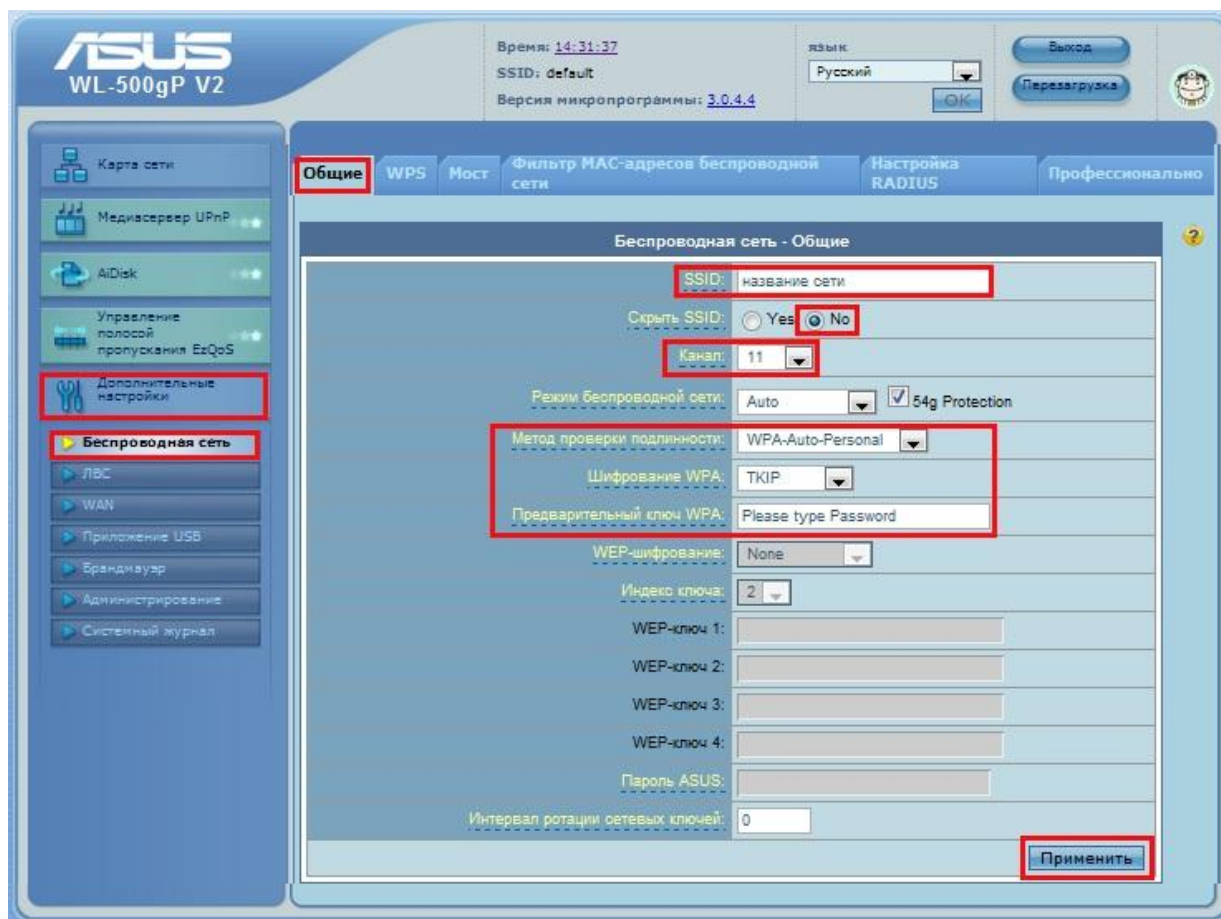 ASUS
WL-500gP V2
Время: 14:31:37
SSID: default
Версия микропрограммы: 3.0.4.4
язык
Русский
OK
Выход
Перезагрузка
Карта сети
Медиасервер UPnP
AiDisk
Управление
полосой
пропускания EzQoS
Дополнительные
настройки
Беспроводная сеть
ЛВС
WAN
Приложение USB
Брандмауэр
Администрирование
Системный журнал
Общие
WPS
Мост
Фильтр MAC-адресов беспроводной
сети
Настройка
RADIUS
Профессионально
Беспроводная сеть - Общие
SSID: название сети
Скрыть SSID: Yes No
Канал: 11
Режим беспроводной сети: Auto 54g Protection
Метод проверки подлинности: WPA-Auto-Personal
Шифрование WPA: TKIP
Предварительный ключ WPA: Please type Password
WEP-шифрование: None
Индекс ключа: 2
WEP-ключ 1:
WEP-ключ 2:
WEP-ключ 3:
WEP-ключ 4:
Пароль ASUS:
Интервал ротации сетевых ключей: 0
Применить